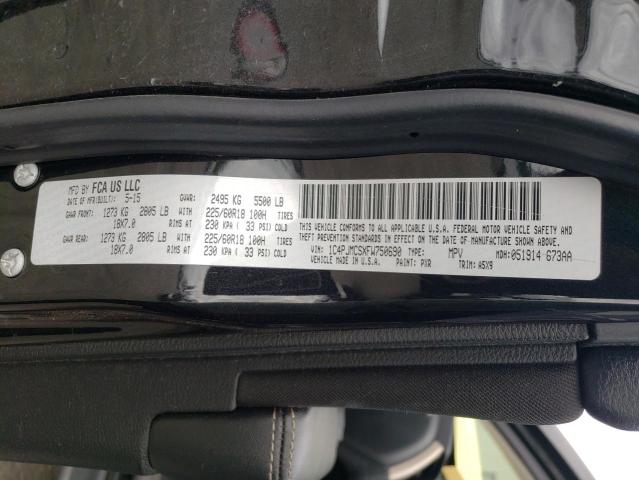 MFD BY FCA US LLC
DATE OF MFR(BUILT): 5-15 GVWR: 2495 KG 5500 LB
GAWR FRONT: 1273 KG 2805 LB WITH 225/60R18 100H TIRES
18X7.0 RIMS AT 230 KPA ( 33 PSI) COLD
GAWR REAR: 1273 KG 2805 LB WITH 225/60R18 100H TIRES
18X7.0 RIMS AT 230 KPA ( 33 PSI) COLD
THIS VEHICLE CONFORMS TO ALL APPLICABLE U.S.A. FEDERAL MOTOR VEHICLE SAFETY, BUMPER AND THEFT PREVENTION STANDARDS IN EFFECT ON THE DATE OF MANUFACTURE SHOWN ABOVE.
VIN: 1C4PJMCSXFW750690 TYPE: MPV MDH: 051914 673AA
MADE IN U.S.A. PAINT: PXR TRIM: A5X9